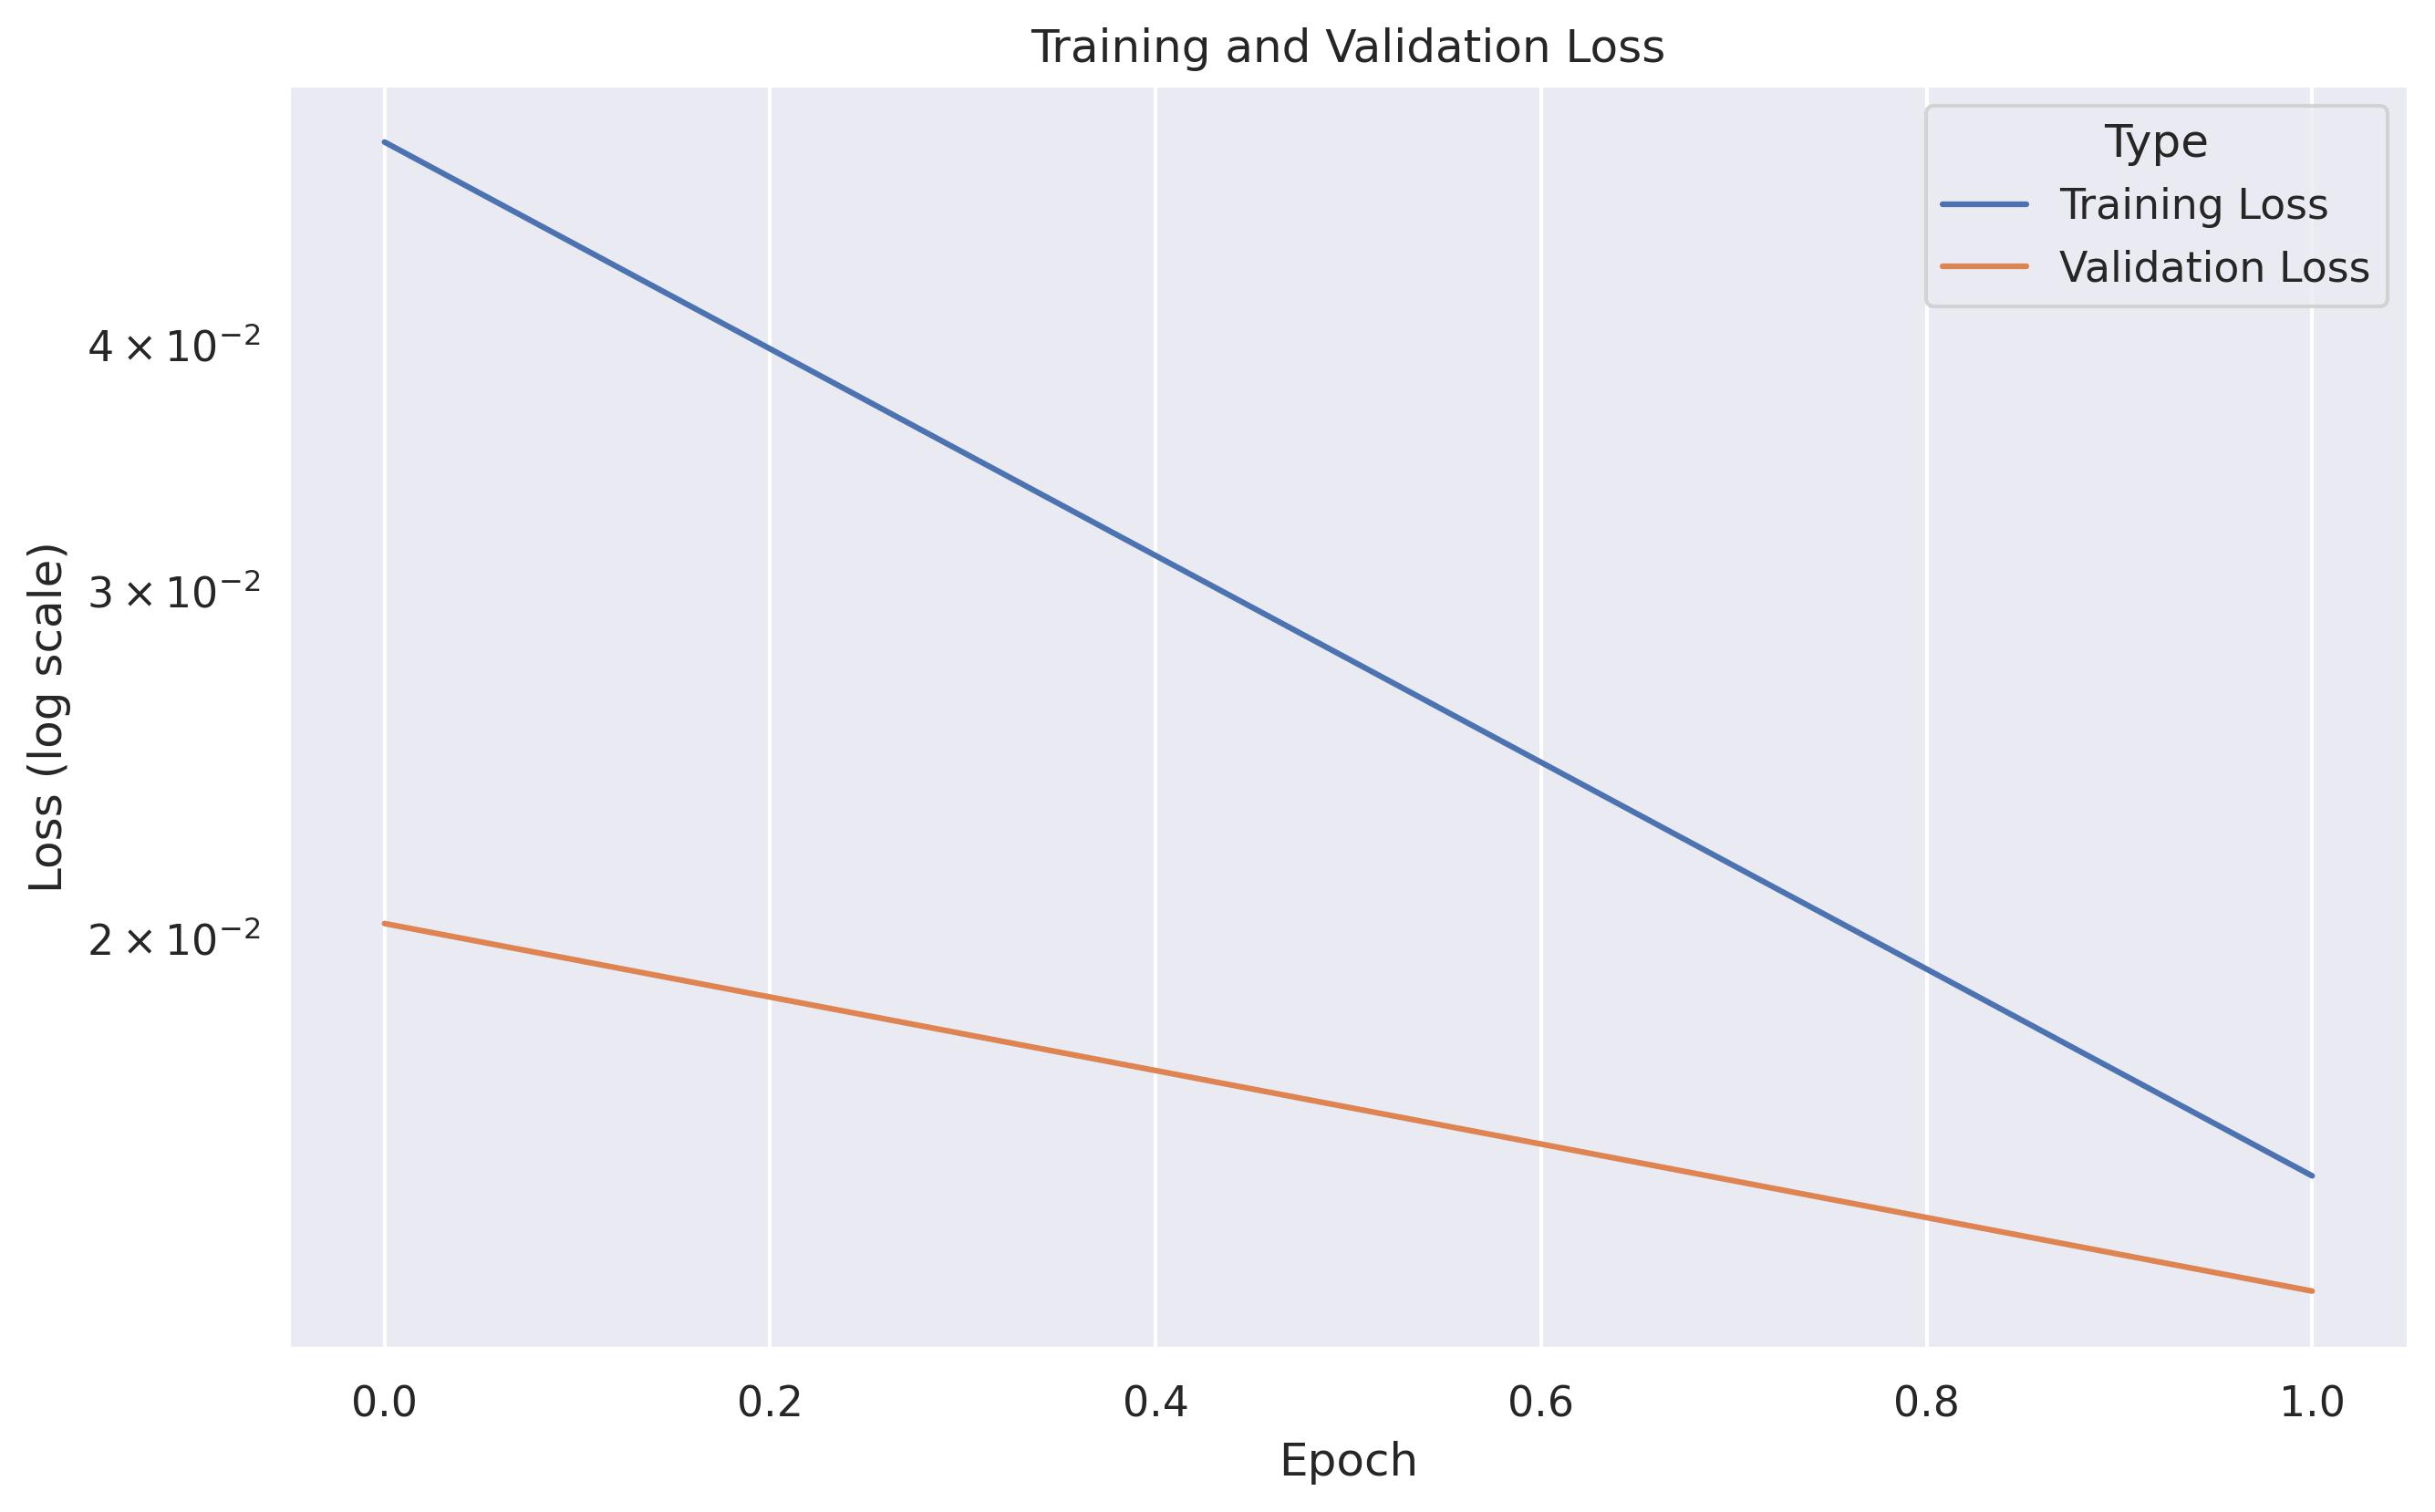 Training and Validation Loss
Type
Training Loss
Validation Loss
Loss (log scale)
4 × 10⁻²
3 × 10⁻²
2 × 10⁻²
0.0 0.2 0.4 0.6 0.8 1.0
Epoch